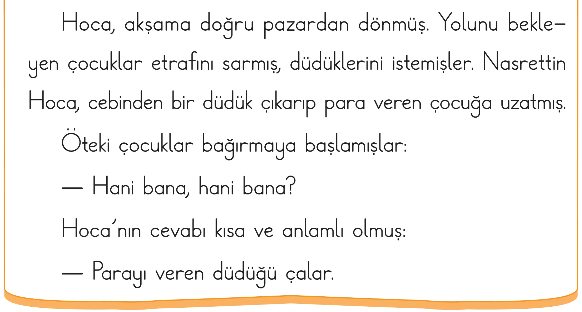 Hoca, akşama doğru pazardan dönmüş. Yolunu bekle-
yen çocuklar etrafını sarmış, düdüklerini istemişler. Nasrettin
Hoca, cebinden bir düdük çıkarıp para veren çocuğa uzatmış.
Öteki çocuklar bağırmaya başlamışlar:
— Hani bana, hani bana?
Hoca'nın cevabı kısa ve anlamlı olmuş:
— Parayı veren düdüğü çalar.